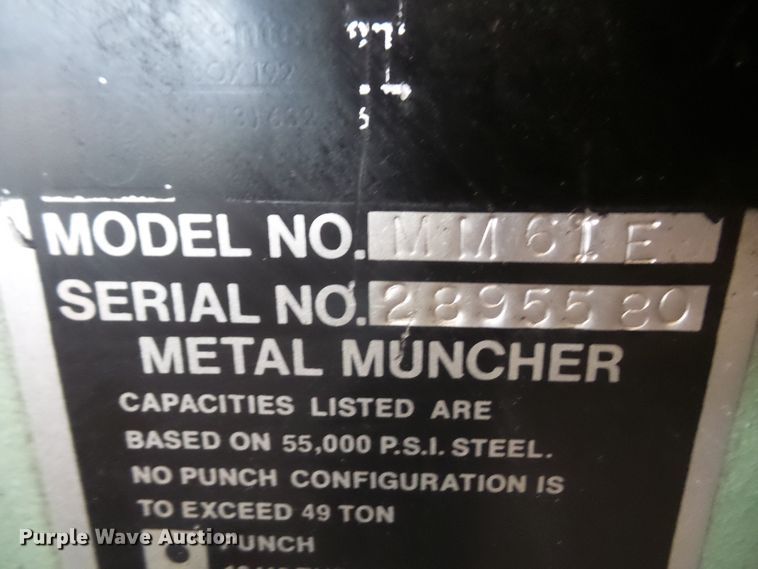 MODEL NO. MM61E
SERIAL NO. 2895580
METAL MUNCHER
CAPACITIES LISTED ARE
BASED ON 55,000 P.S.I. STEEL.
NO PUNCH CONFIGURATION IS
TO EXCEED 49 TON
PUNCH
Purple Wave Auction